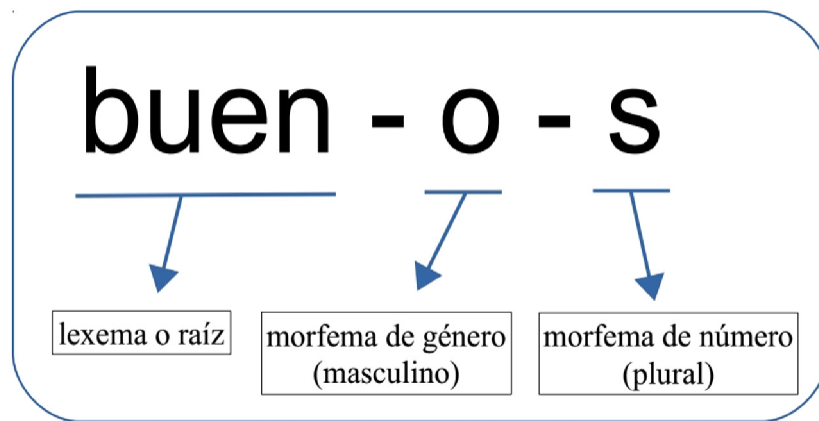 buen - o - s
lexema o raíz
morfema de género
(masculino)
morfema de número
(plural)